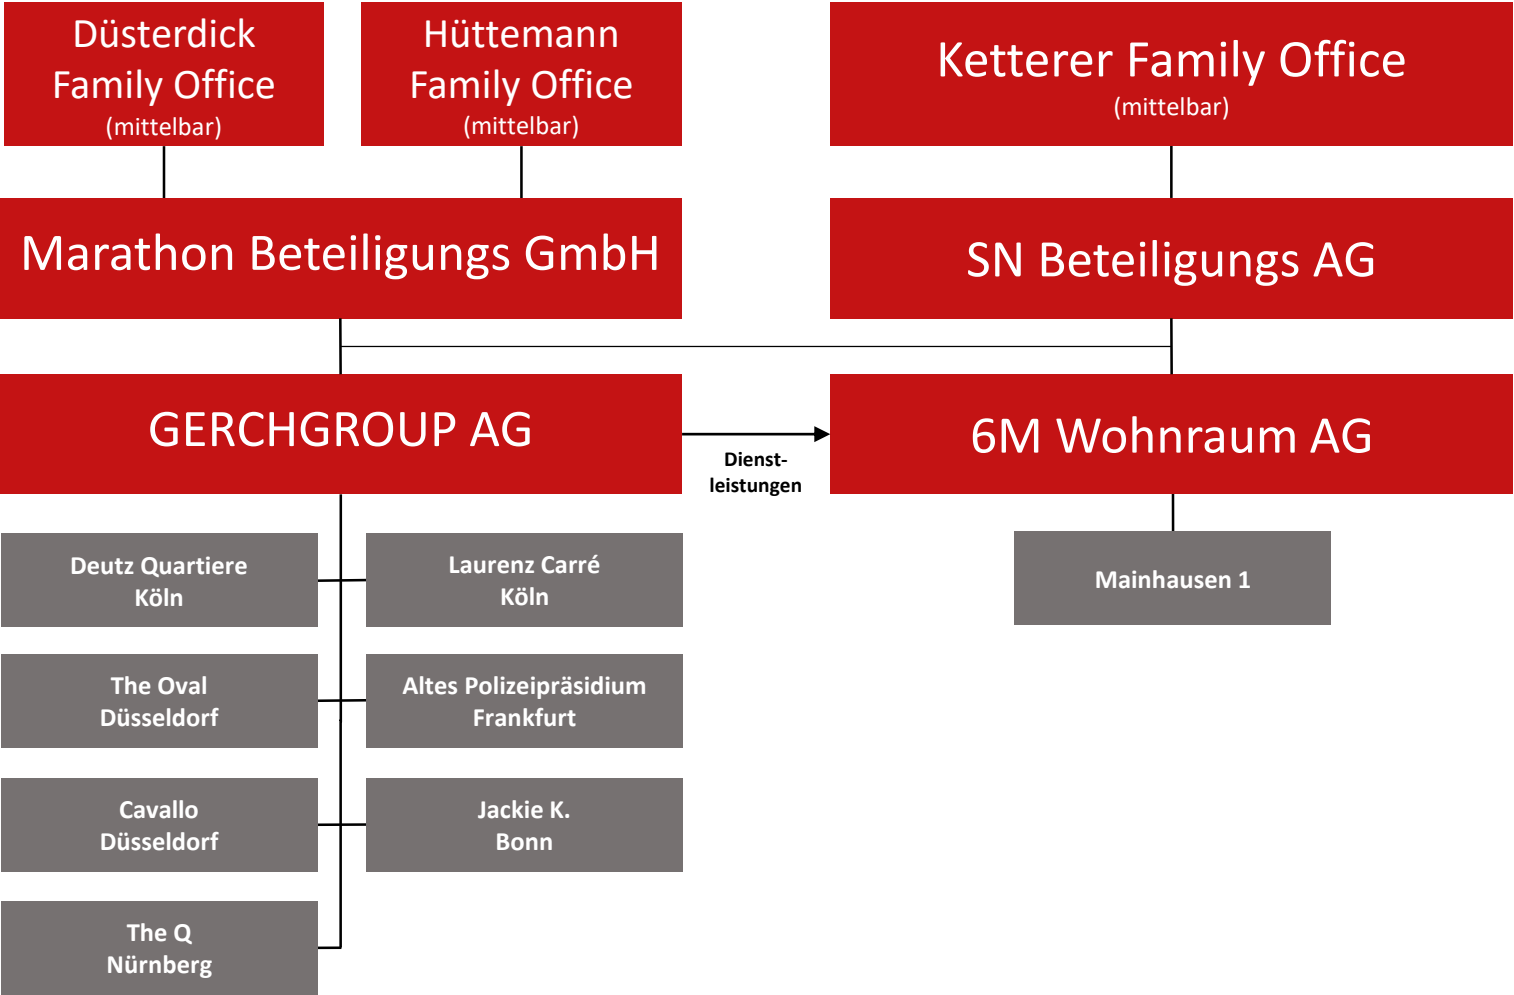 Düsterdick
Family Office
(mittelbar)
Hüttemann
Family Office
(mittelbar)
Ketterer Family Office
(mittelbar)
Marathon Beteiligungs GmbH
SN Beteiligungs AG
GERCHGROUP AG
Dienst-
leistungen
6M Wohnraum AG
Deutz Quartiere
Köln
Laurenz Carré
Köln
Mainhausen 1
The Oval
Düsseldorf
Altes Polizeipräsidium
Frankfurt
Cavallo
Düsseldorf
Jackie K.
Bonn
The Q
Nürnberg